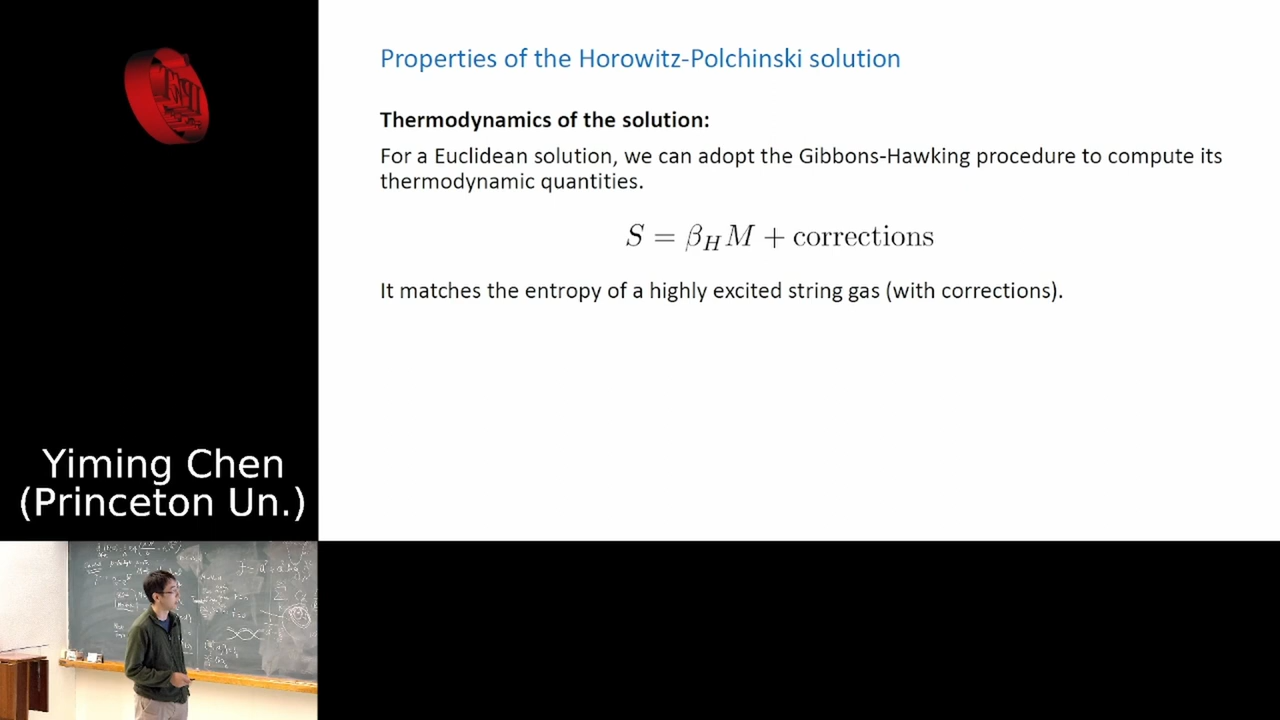 Properties of the Horowitz-Polchinski solution
Thermodynamics of the solution:
For a Euclidean solution, we can adopt the Gibbons-Hawking procedure to compute its
thermodynamic quantities.
S = β_H M + corrections
It matches the entropy of a highly excited string gas (with corrections).
Yiming Chen
(Princeton Un.)